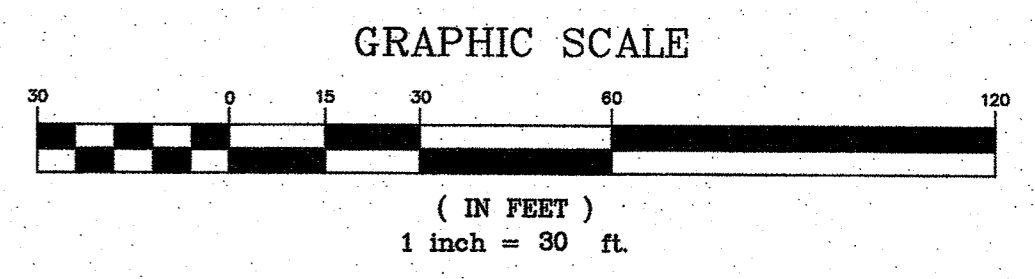 GRAPHIC SCALE
30 0 15 30 60 120
( IN FEET )
1 inch = 30 ft.